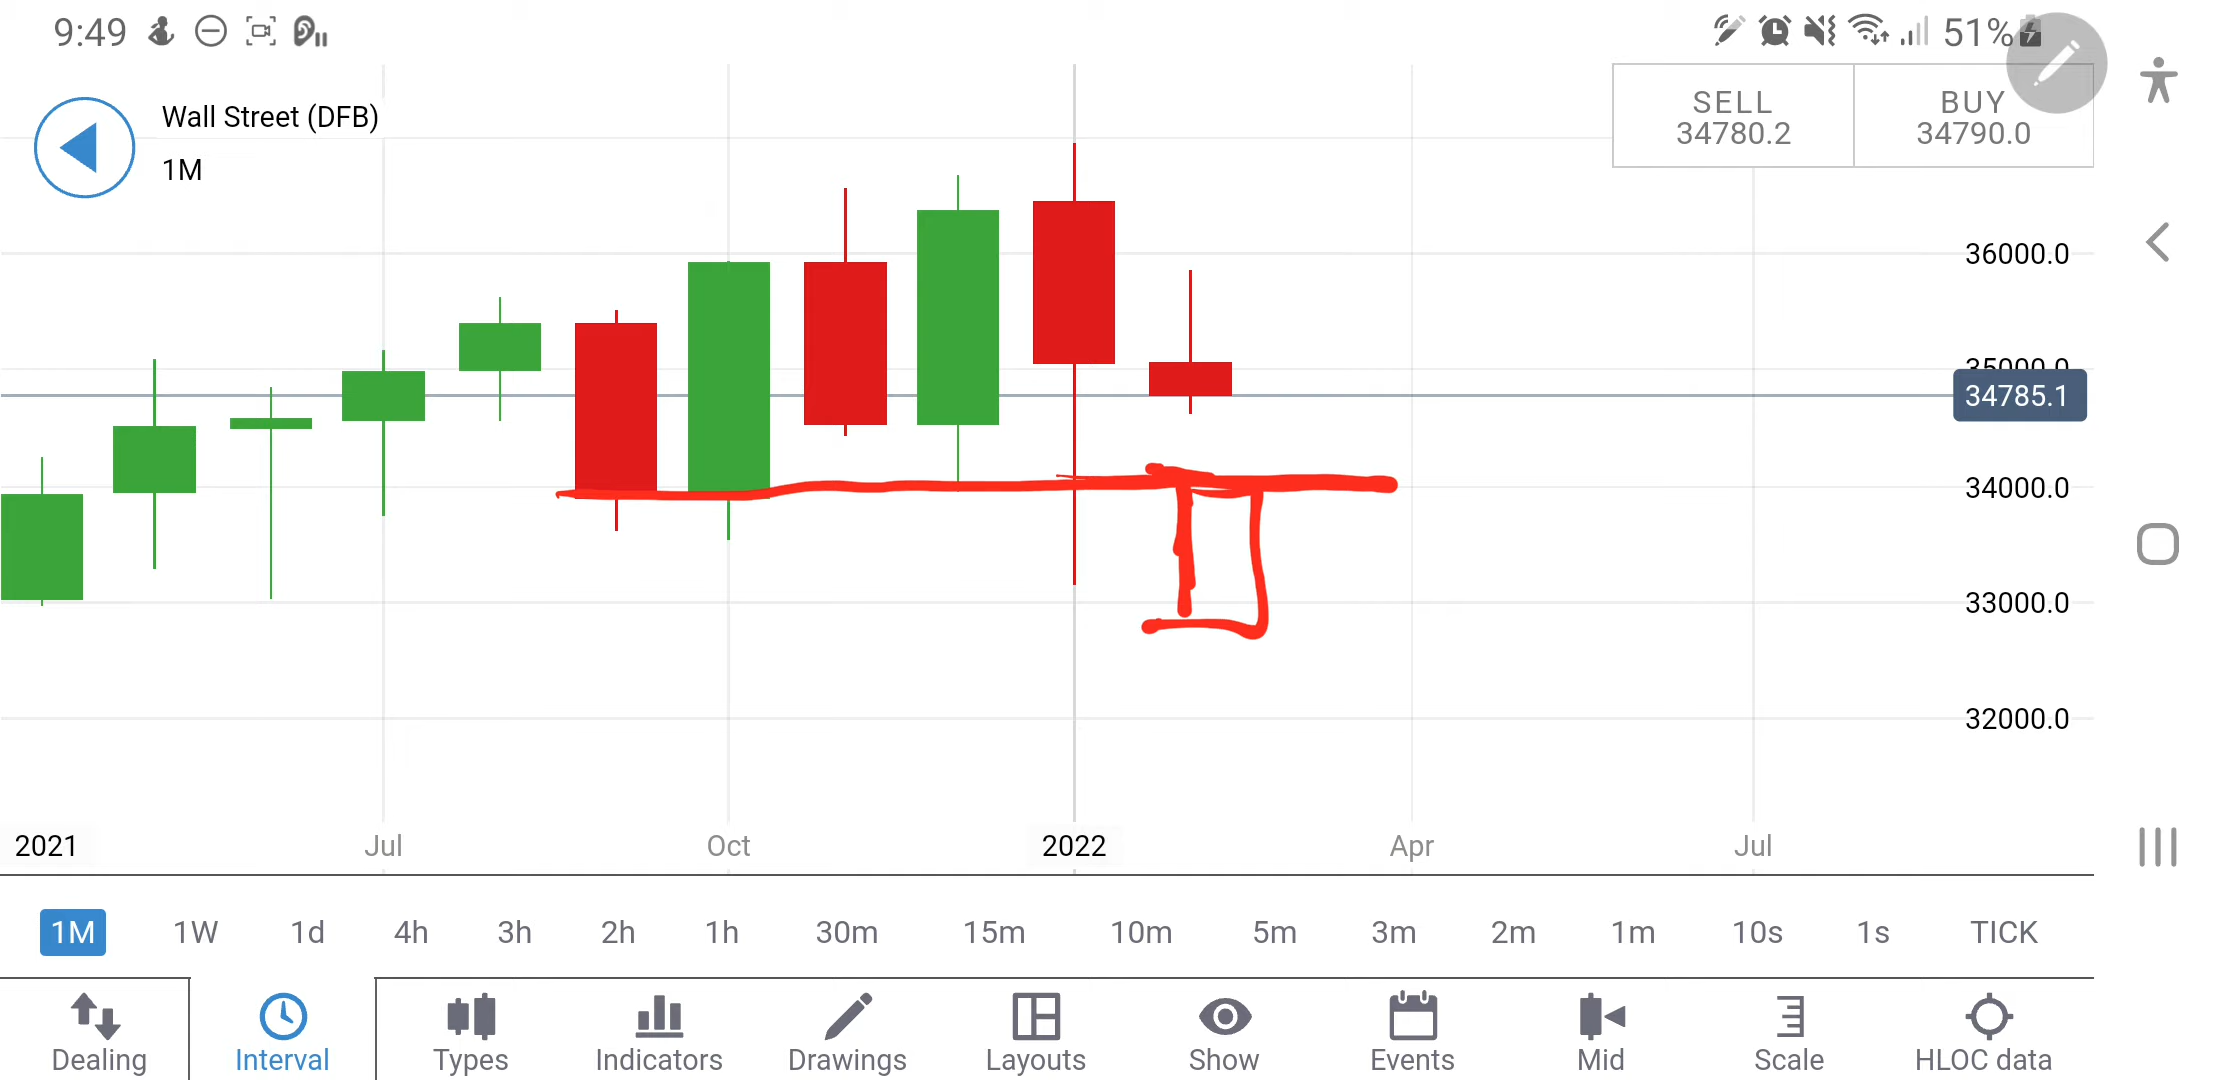 9:49
51%
Wall Street (DFB)
1M
SELL
34780.2
BUY
34790.0
36000.0
35000.0
34785.1
34000.0
33000.0
32000.0
2021 Jul Oct 2022 Apr Jul
1M 1W 1d 4h 3h 2h 1h 30m 15m 10m 5m 3m 2m 1m 10s 1s TICK
Dealing Interval Types Indicators Drawings Layouts Show Events Mid Scale HLOC data